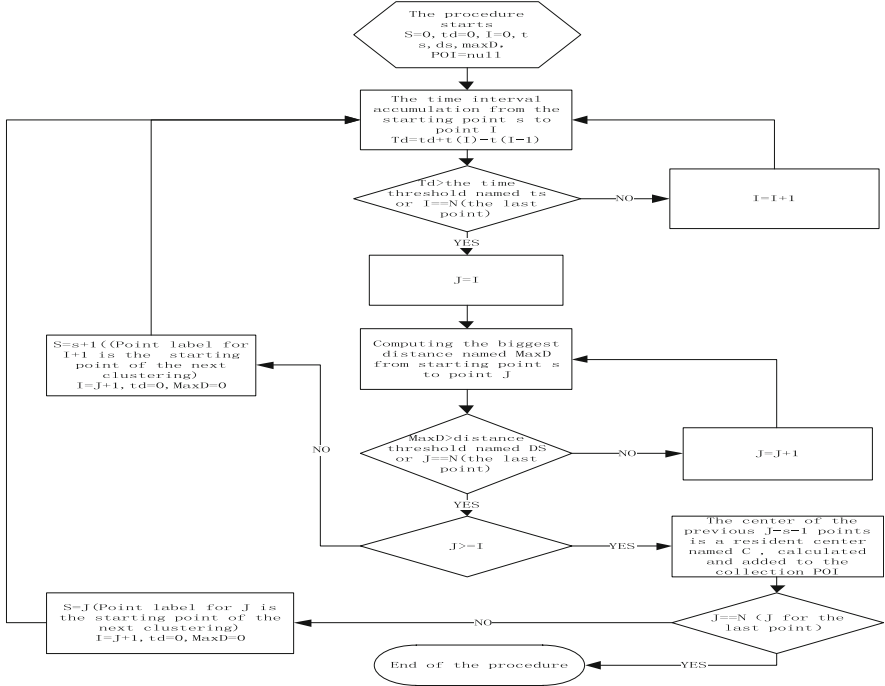 The procedure
starts
S=0, td=0, I=0, t
s, ds, maxD,
POI=null
The time interval
accumulation from the
starting point s to
point I
Td=td+t(I)-t(I-1)
Td>the time
threshold named ts
or I==N(the last
point)
NO
I=I+1
YES
J=I
Computing the biggest
distance named MaxD
from starting point s
to point J
S=s+1((Point label for
I+1 is the starting
point of the next
clustering)
I=J+1, td=0, MaxD=0
MaxD>distance
threshold named DS
or J==N(the last
point)
NO
J=J+1
NO
YES
J>-I
YES
The center of the
previous J-s-1 points
is a resident center
named C , calculated
and added to the
collection POI
S=J(Point label for J is
the starting point of the
next clustering)
I=J+1, td=0, MaxD=0
NO
J==N (J for the
last point)
YES
End of the procedure